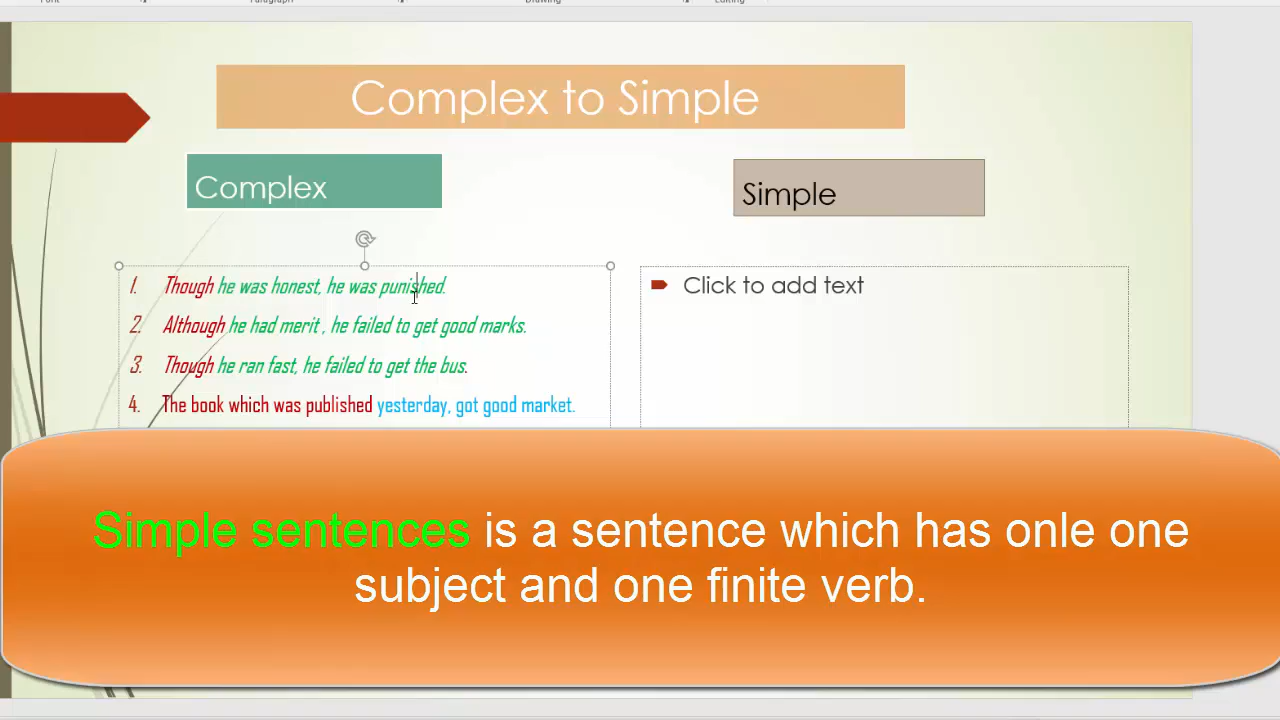 Complex to Simple
Complex
Simple
1. Though he was honest, he was punished.
2. Although he had merit , he failed to get good marks.
3. Though he ran fast, he failed to get the bus.
4. The book which was published yesterday, got good market.
Click to add text
Simple sentences is a sentence which has onle one
subject and one finite verb.